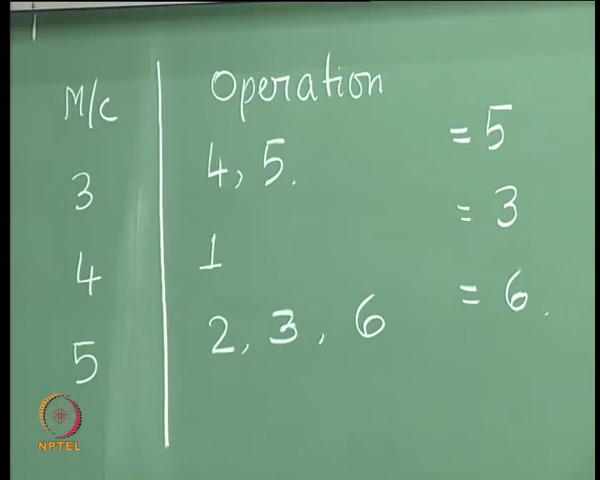 M/c Operation
3 4, 5. = 5
4 1 = 3
5 2, 3, 6 = 6.
NPTEL